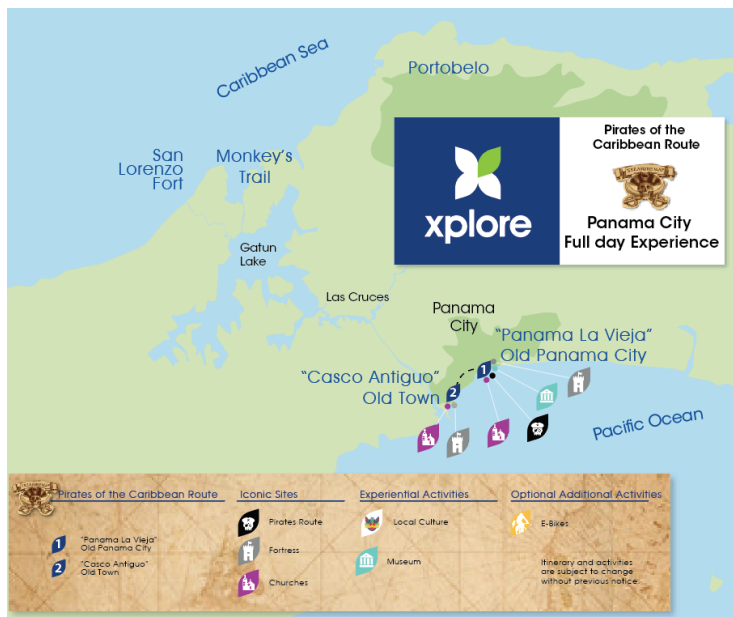 Caribbean Sea
Portobelo
San
Lorenzo
Fort
Monkey's
Trail
xplore
Pirates of the
Caribbean Route
Panama City
Full day Experience
Gatun
Lake
Las Cruces
Panama
City
"Panama La Vieja"
Old Panama City
1
"Casco Antiguo"
Old Town
2
Pacific Ocean
Pirates of the Caribbean Route
1
"Panama La Vieja"
Old Panama City
2
"Casco Antiguo"
Old Town
Iconic Sites
Pirates Route
Fortress
Churches
Experiential Activities
Local Culture
Museum
Optional Additional Activities
E-Bikes
Itinerary and activities
are subject to change
without previous notice.